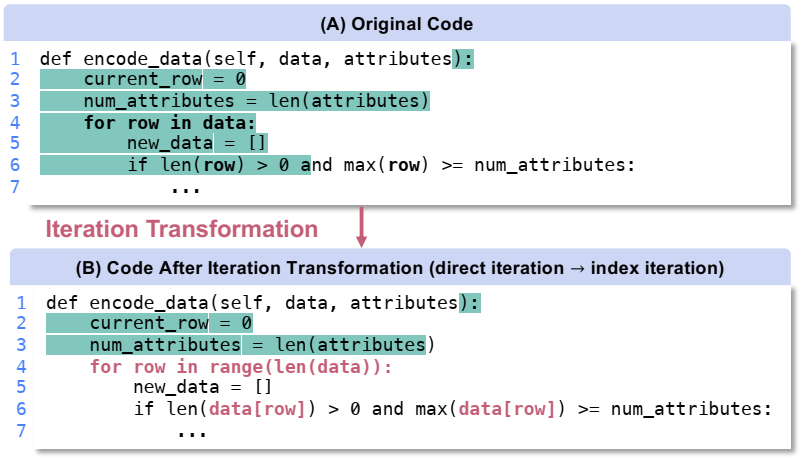 (A) Original Code
1 def encode_data(self, data, attributes):
2     current_row = 0
3     num_attributes = len(attributes)
4     for row in data:
5         new_data = []
6         if len(row) > 0 and max(row) >= num_attributes:
7             ...
Iteration Transformation
(B) Code After Iteration Transformation (direct iteration → index iteration)
1 def encode_data(self, data, attributes):
2     current_row = 0
3     num_attributes = len(attributes)
4     for row in range(len(data)):
5         new_data = []
6         if len(data[row]) > 0 and max(data[row]) >= num_attributes:
7             ...